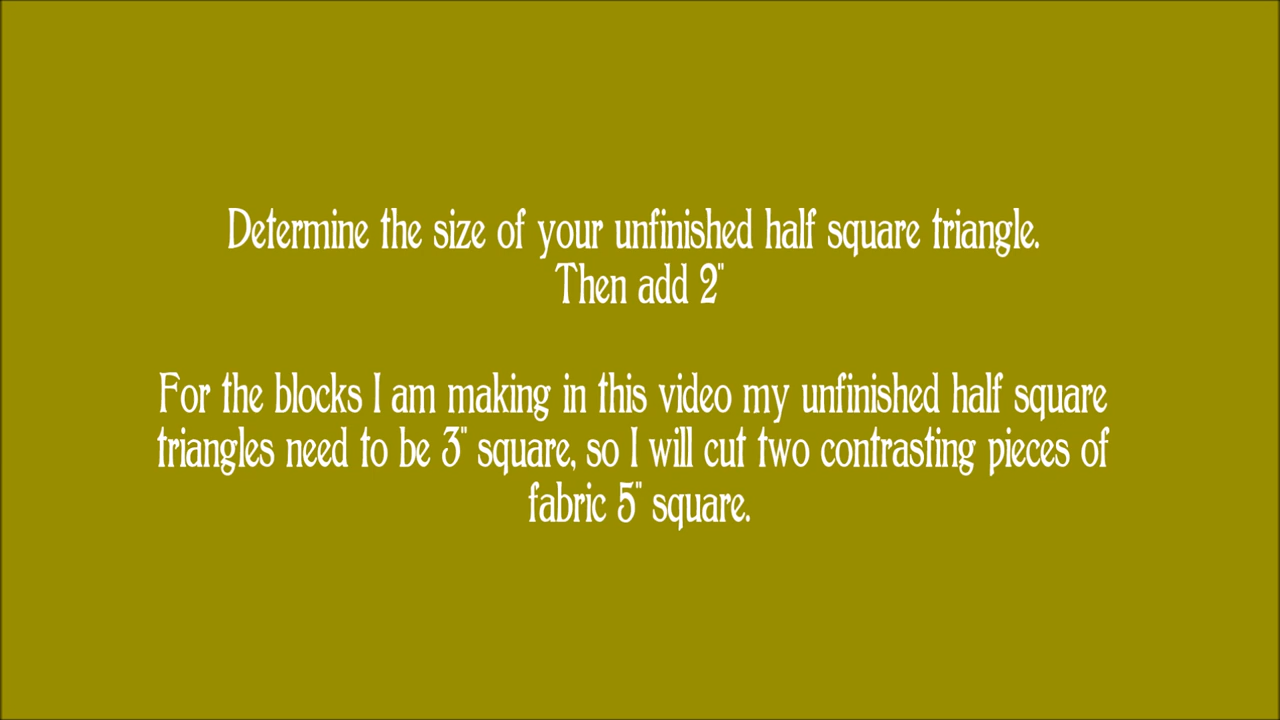 Determine the size of your unfinished half square triangle.
Then add 2"
For the blocks I am making in this video my unfinished half square
triangles need to be 3" square, so I will cut two contrasting pieces of
fabric 5" square.